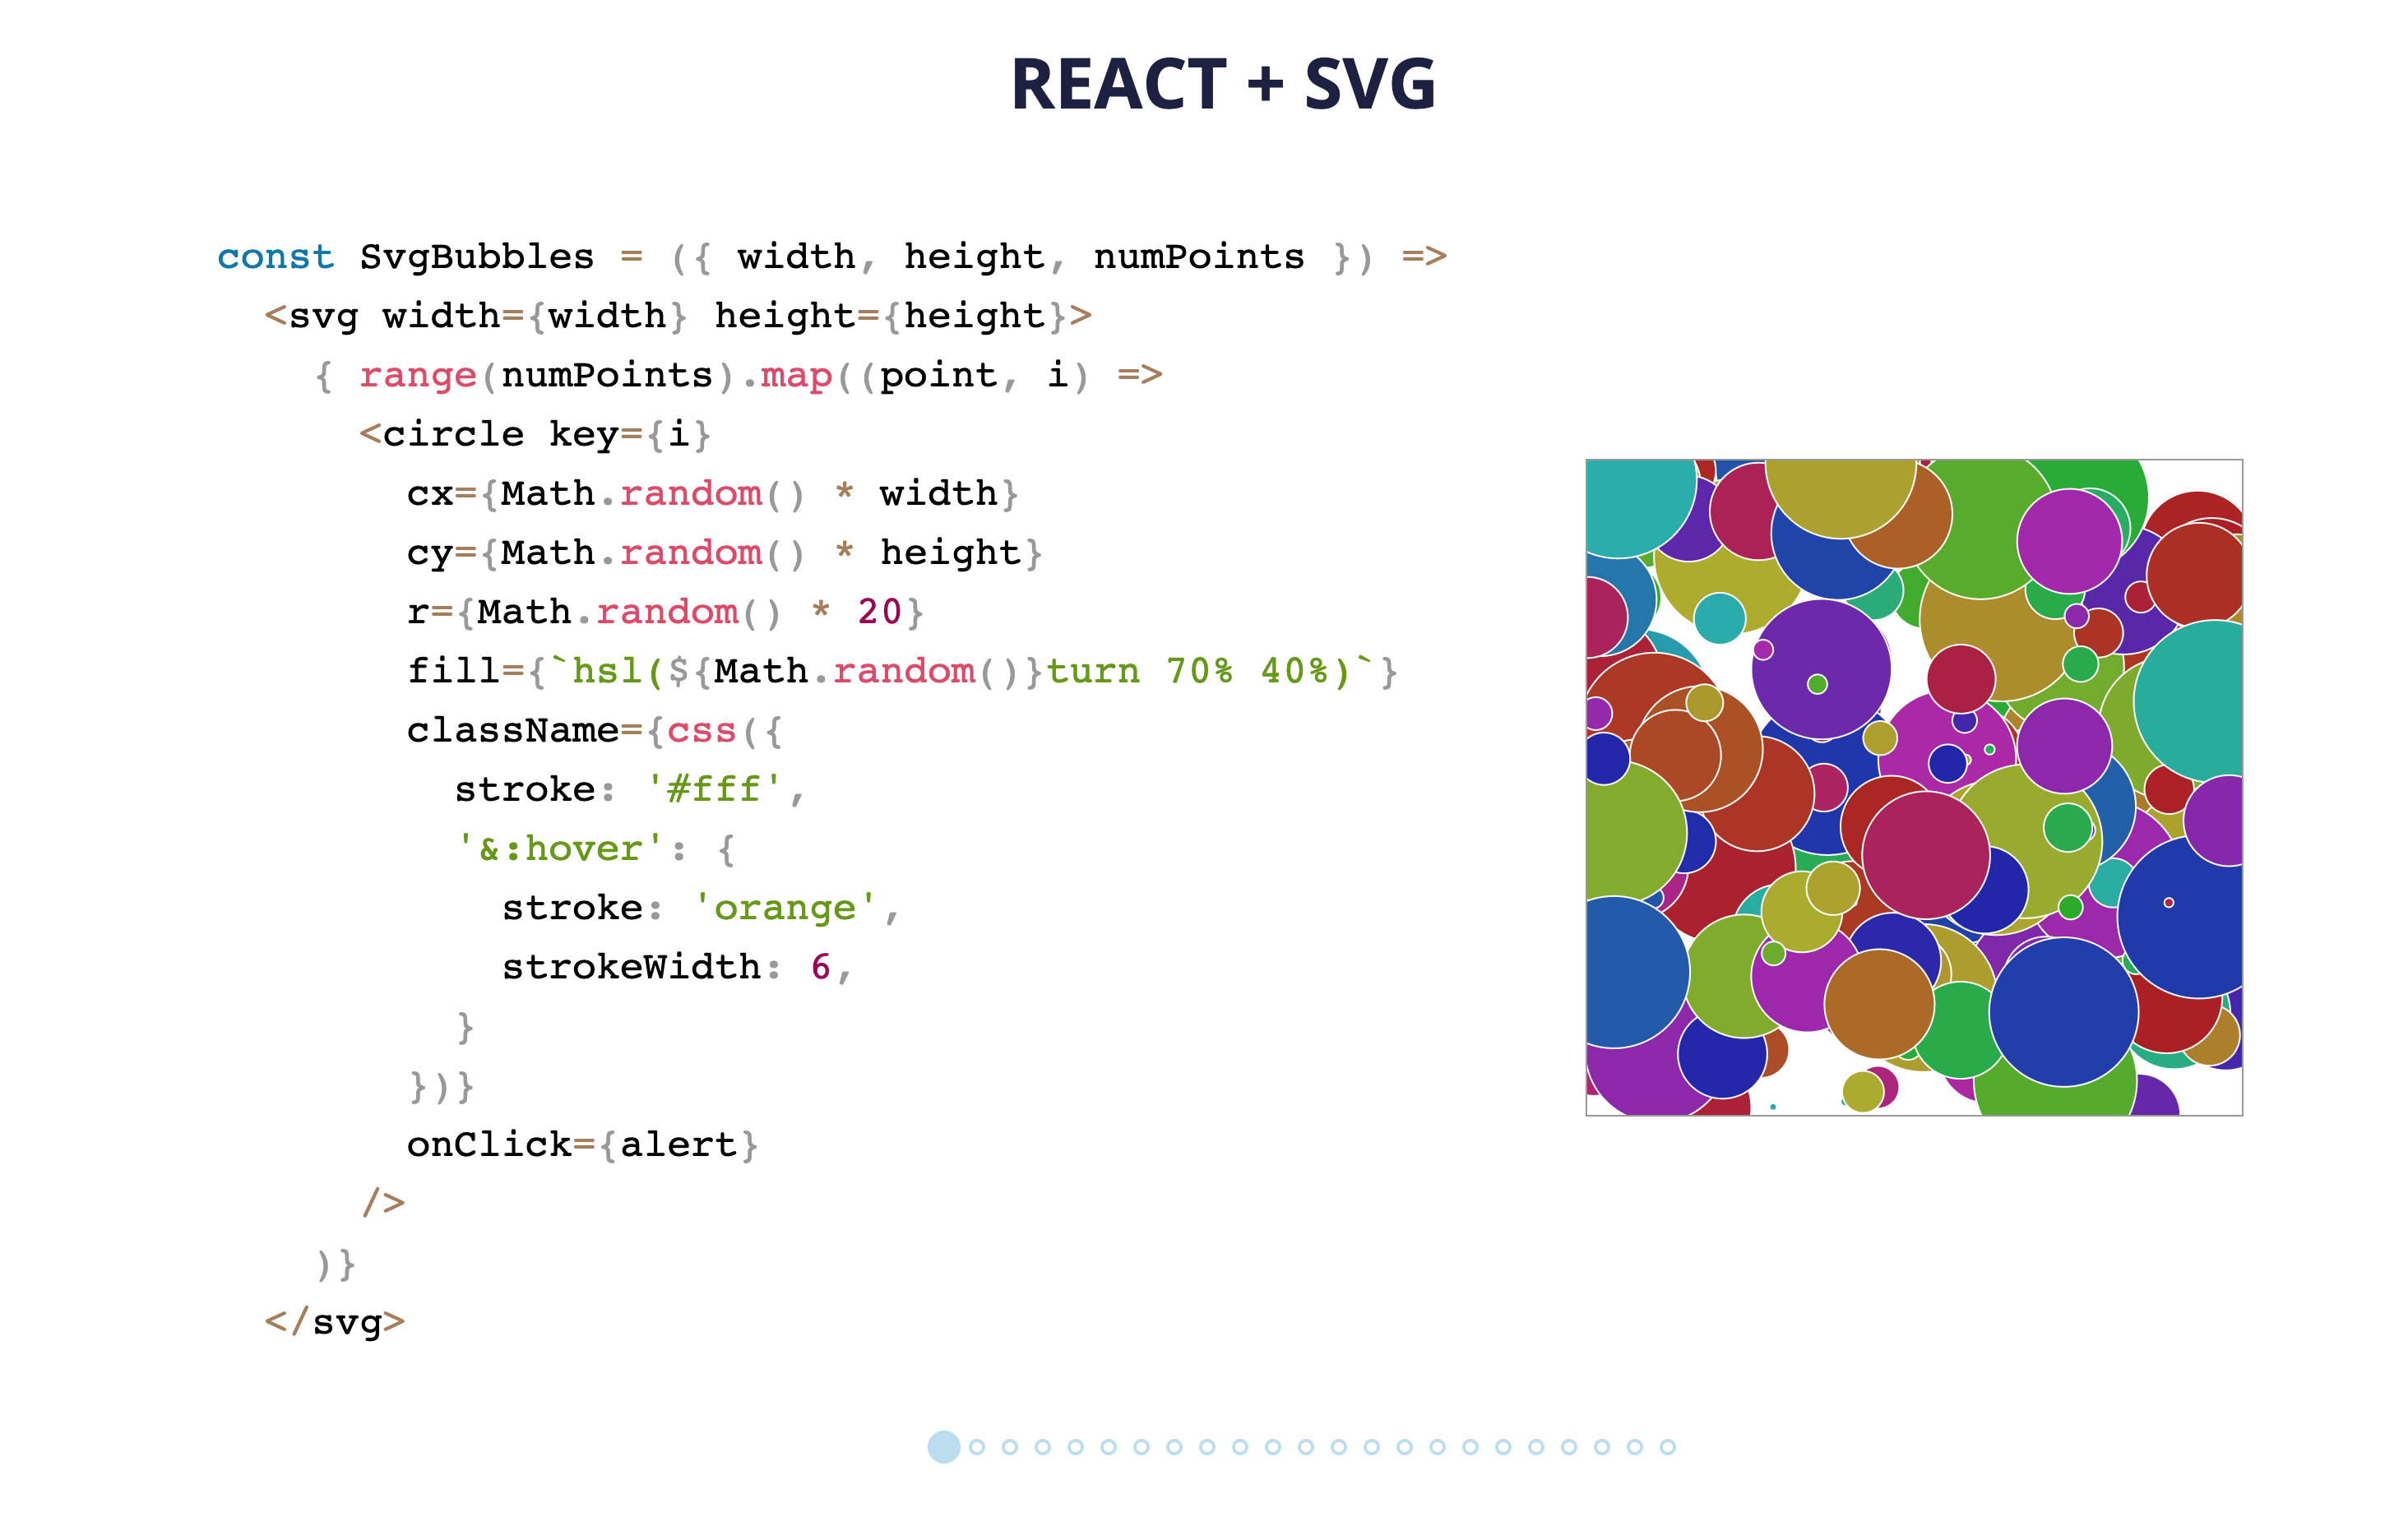 REACT + SVG
const SvgBubbles = ({ width, height, numPoints }) =>
  <svg width={width} height={height}>
    { range(numPoints).map((point, i) =>
      <circle key={i}
        cx={Math.random() * width}
        cy={Math.random() * height}
        r={Math.random() * 20}
        fill={`hsl(${Math.random()}turn 70% 40%)`}
        className={css({
          stroke: '#fff',
          '&:hover': {
            stroke: 'orange',
            strokeWidth: 6,
          }
        })}
        onClick={alert}
      />
    )}
  </svg>